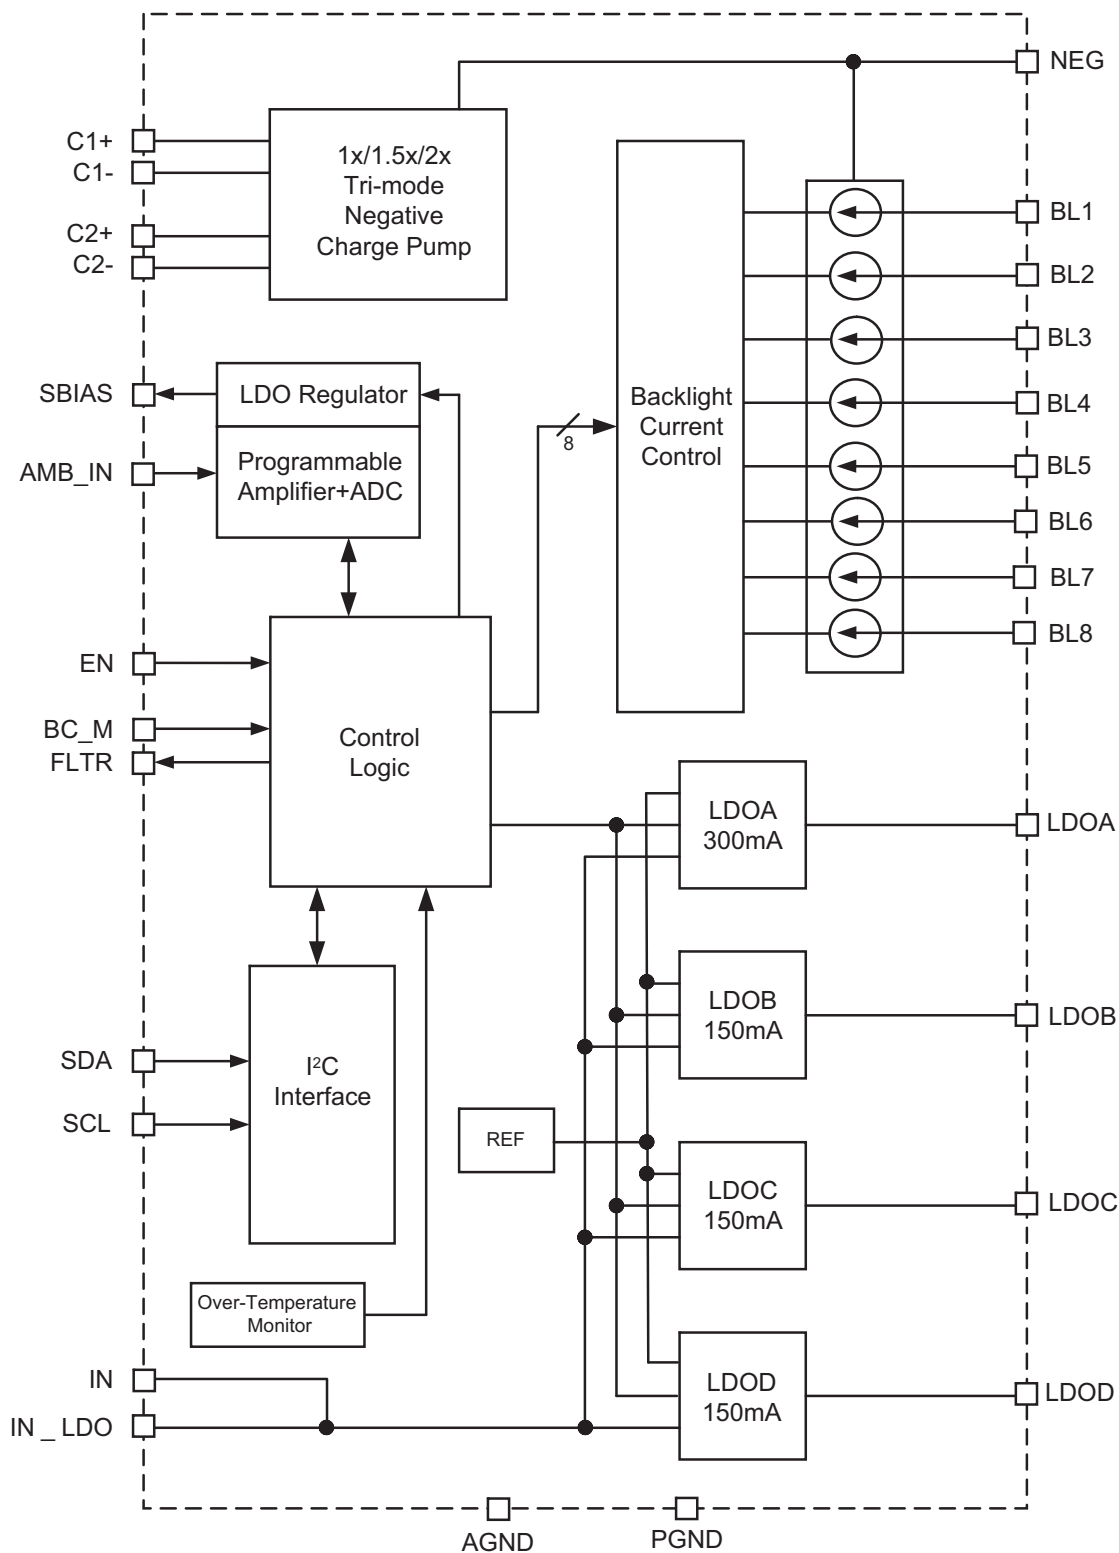 NEG
C1+
C1-
C2+
C2-
1x/1.5x/2x
Tri-mode
Negative
Charge Pump
BL1
BL2
BL3
BL4
BL5
BL6
BL7
BL8
SBIAS
AMB_IN
LDO Regulator
Programmable
Amplifier+ADC
8
Backlight
Current
Control
EN
BC_M
FLTR
Control
Logic
LDOA
300mA
LDOA
LDOB
150mA
LDOB
SDA
SCL
I²C
Interface
REF
LDOC
150mA
LDOC
Over-Temperature
Monitor
IN
IN _ LDO
LDOD
150mA
LDOD
AGND
PGND